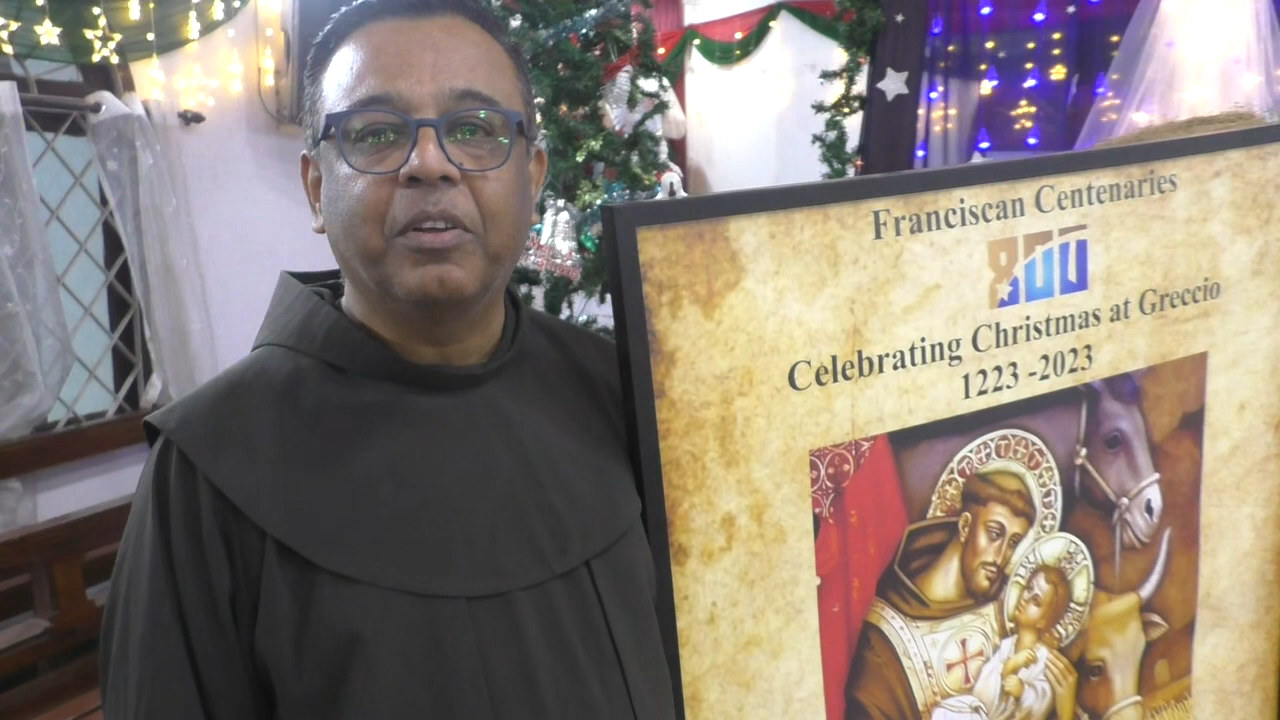 Franciscan Centenaries
800
Celebrating Christmas at Greccio
1223 -2023